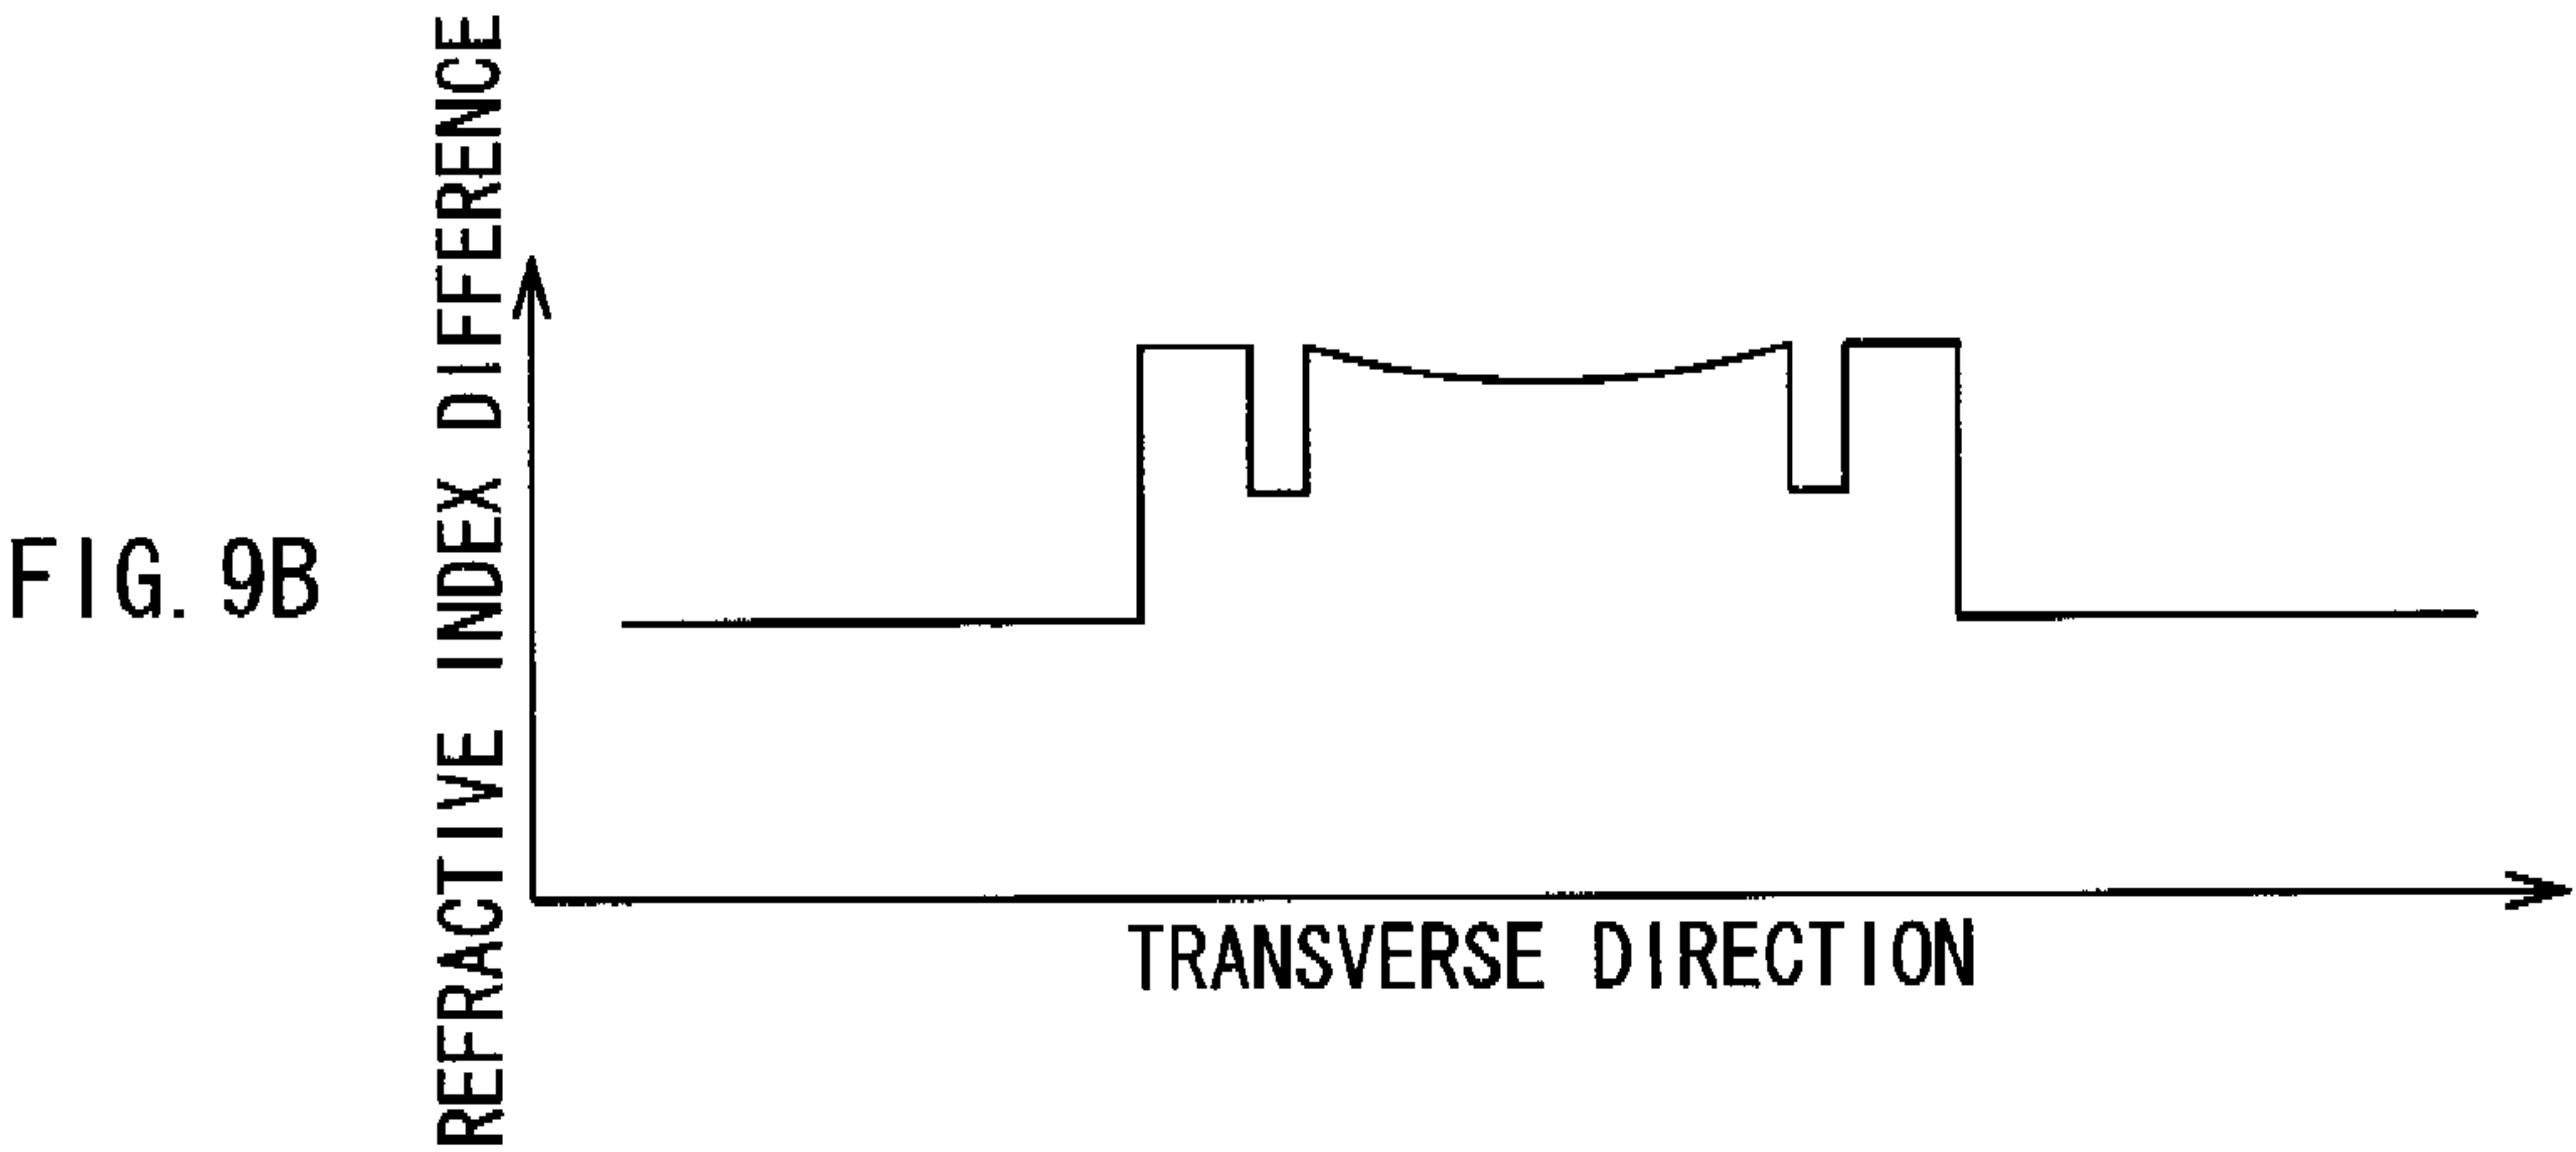 FIG. 9B
REFRACTIVE INDEX DIFFERENCE
TRANSVERSE DIRECTION